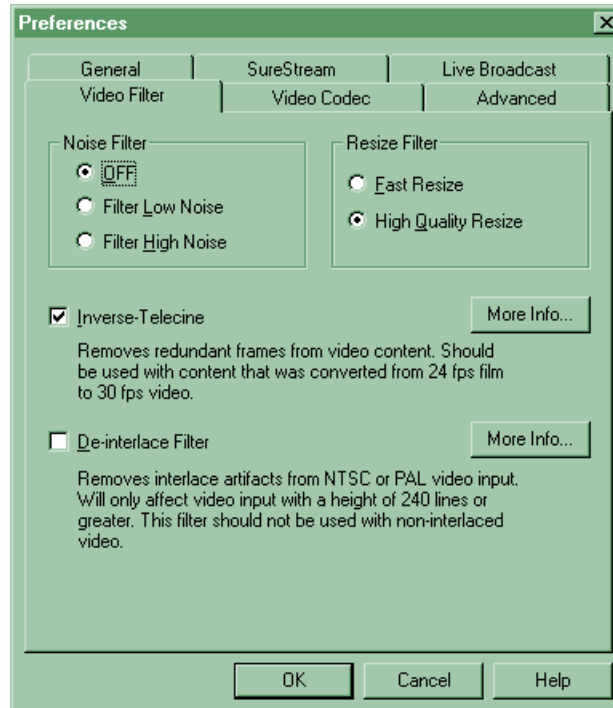 Preferences
General SureStream Live Broadcast
Video Filter Video Codec Advanced
Noise Filter
OFF
Filter Low Noise
Filter High Noise
Resize Filter
Fast Resize
High Quality Resize
Inverse-Telecine More Info...
Removes redundant frames from video content. Should
be used with content that was converted from 24 fps film
to 30 fps video.
De-interlace Filter More Info...
Removes interlace artifacts from NTSC or PAL video input.
Will only affect video input with a height of 240 lines or
greater. This filter should not be used with non-interlaced
video.
OK Cancel Help